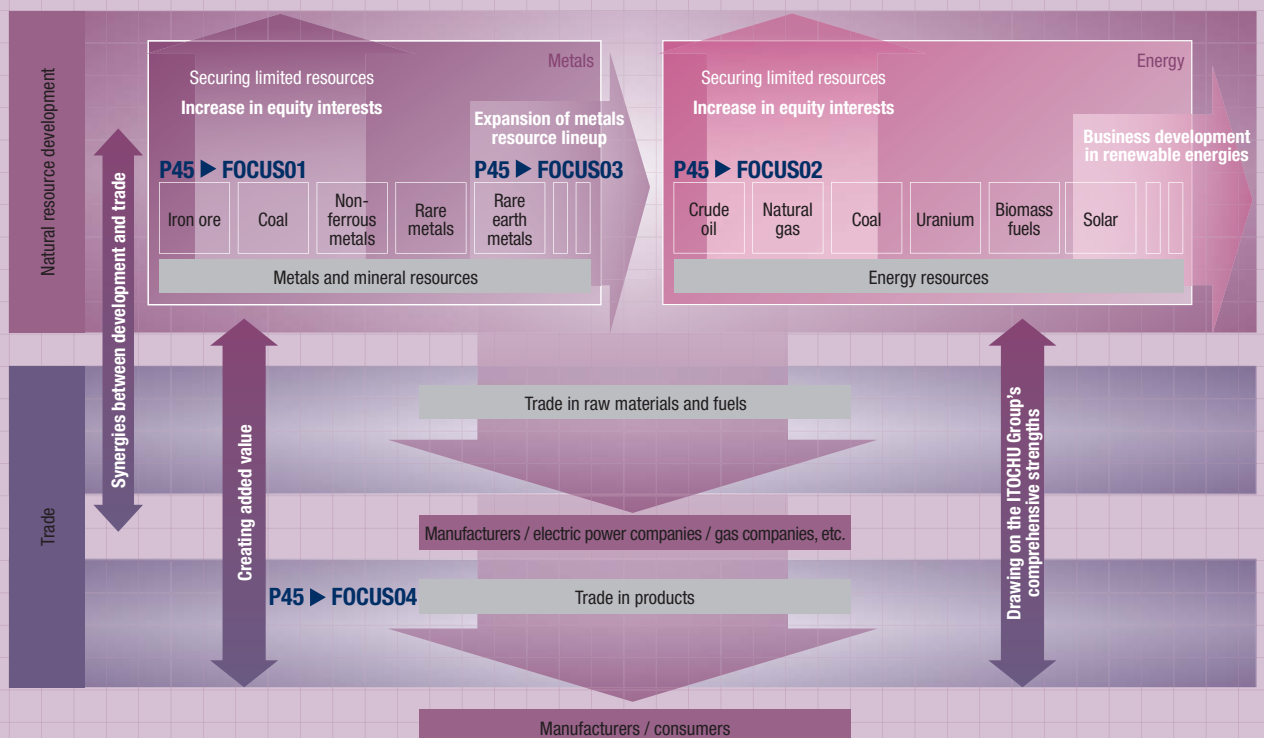 Natural resource development
Metals
Securing limited resources
Increase in equity interests
Expansion of metals
resource lineup
P45 ▶ FOCUS01
P45 ▶ FOCUS03
Iron ore
Coal
Non-
ferrous
metals
Rare
metals
Rare
earth
metals
Metals and mineral resources
Energy
Securing limited resources
Increase in equity interests
Business development
in renewable energies
P45 ▶ FOCUS02
Crude
oil
Natural
gas
Coal
Uranium
Biomass
fuels
Solar
Energy resources
Synergies between development and trade
Creating added value
Drawing on the ITOCHU Group's
comprehensive strengths
Trade
Trade in raw materials and fuels
Manufacturers / electric power companies / gas companies, etc.
P45 ▶ FOCUS04
Trade in products
Manufacturers / consumers